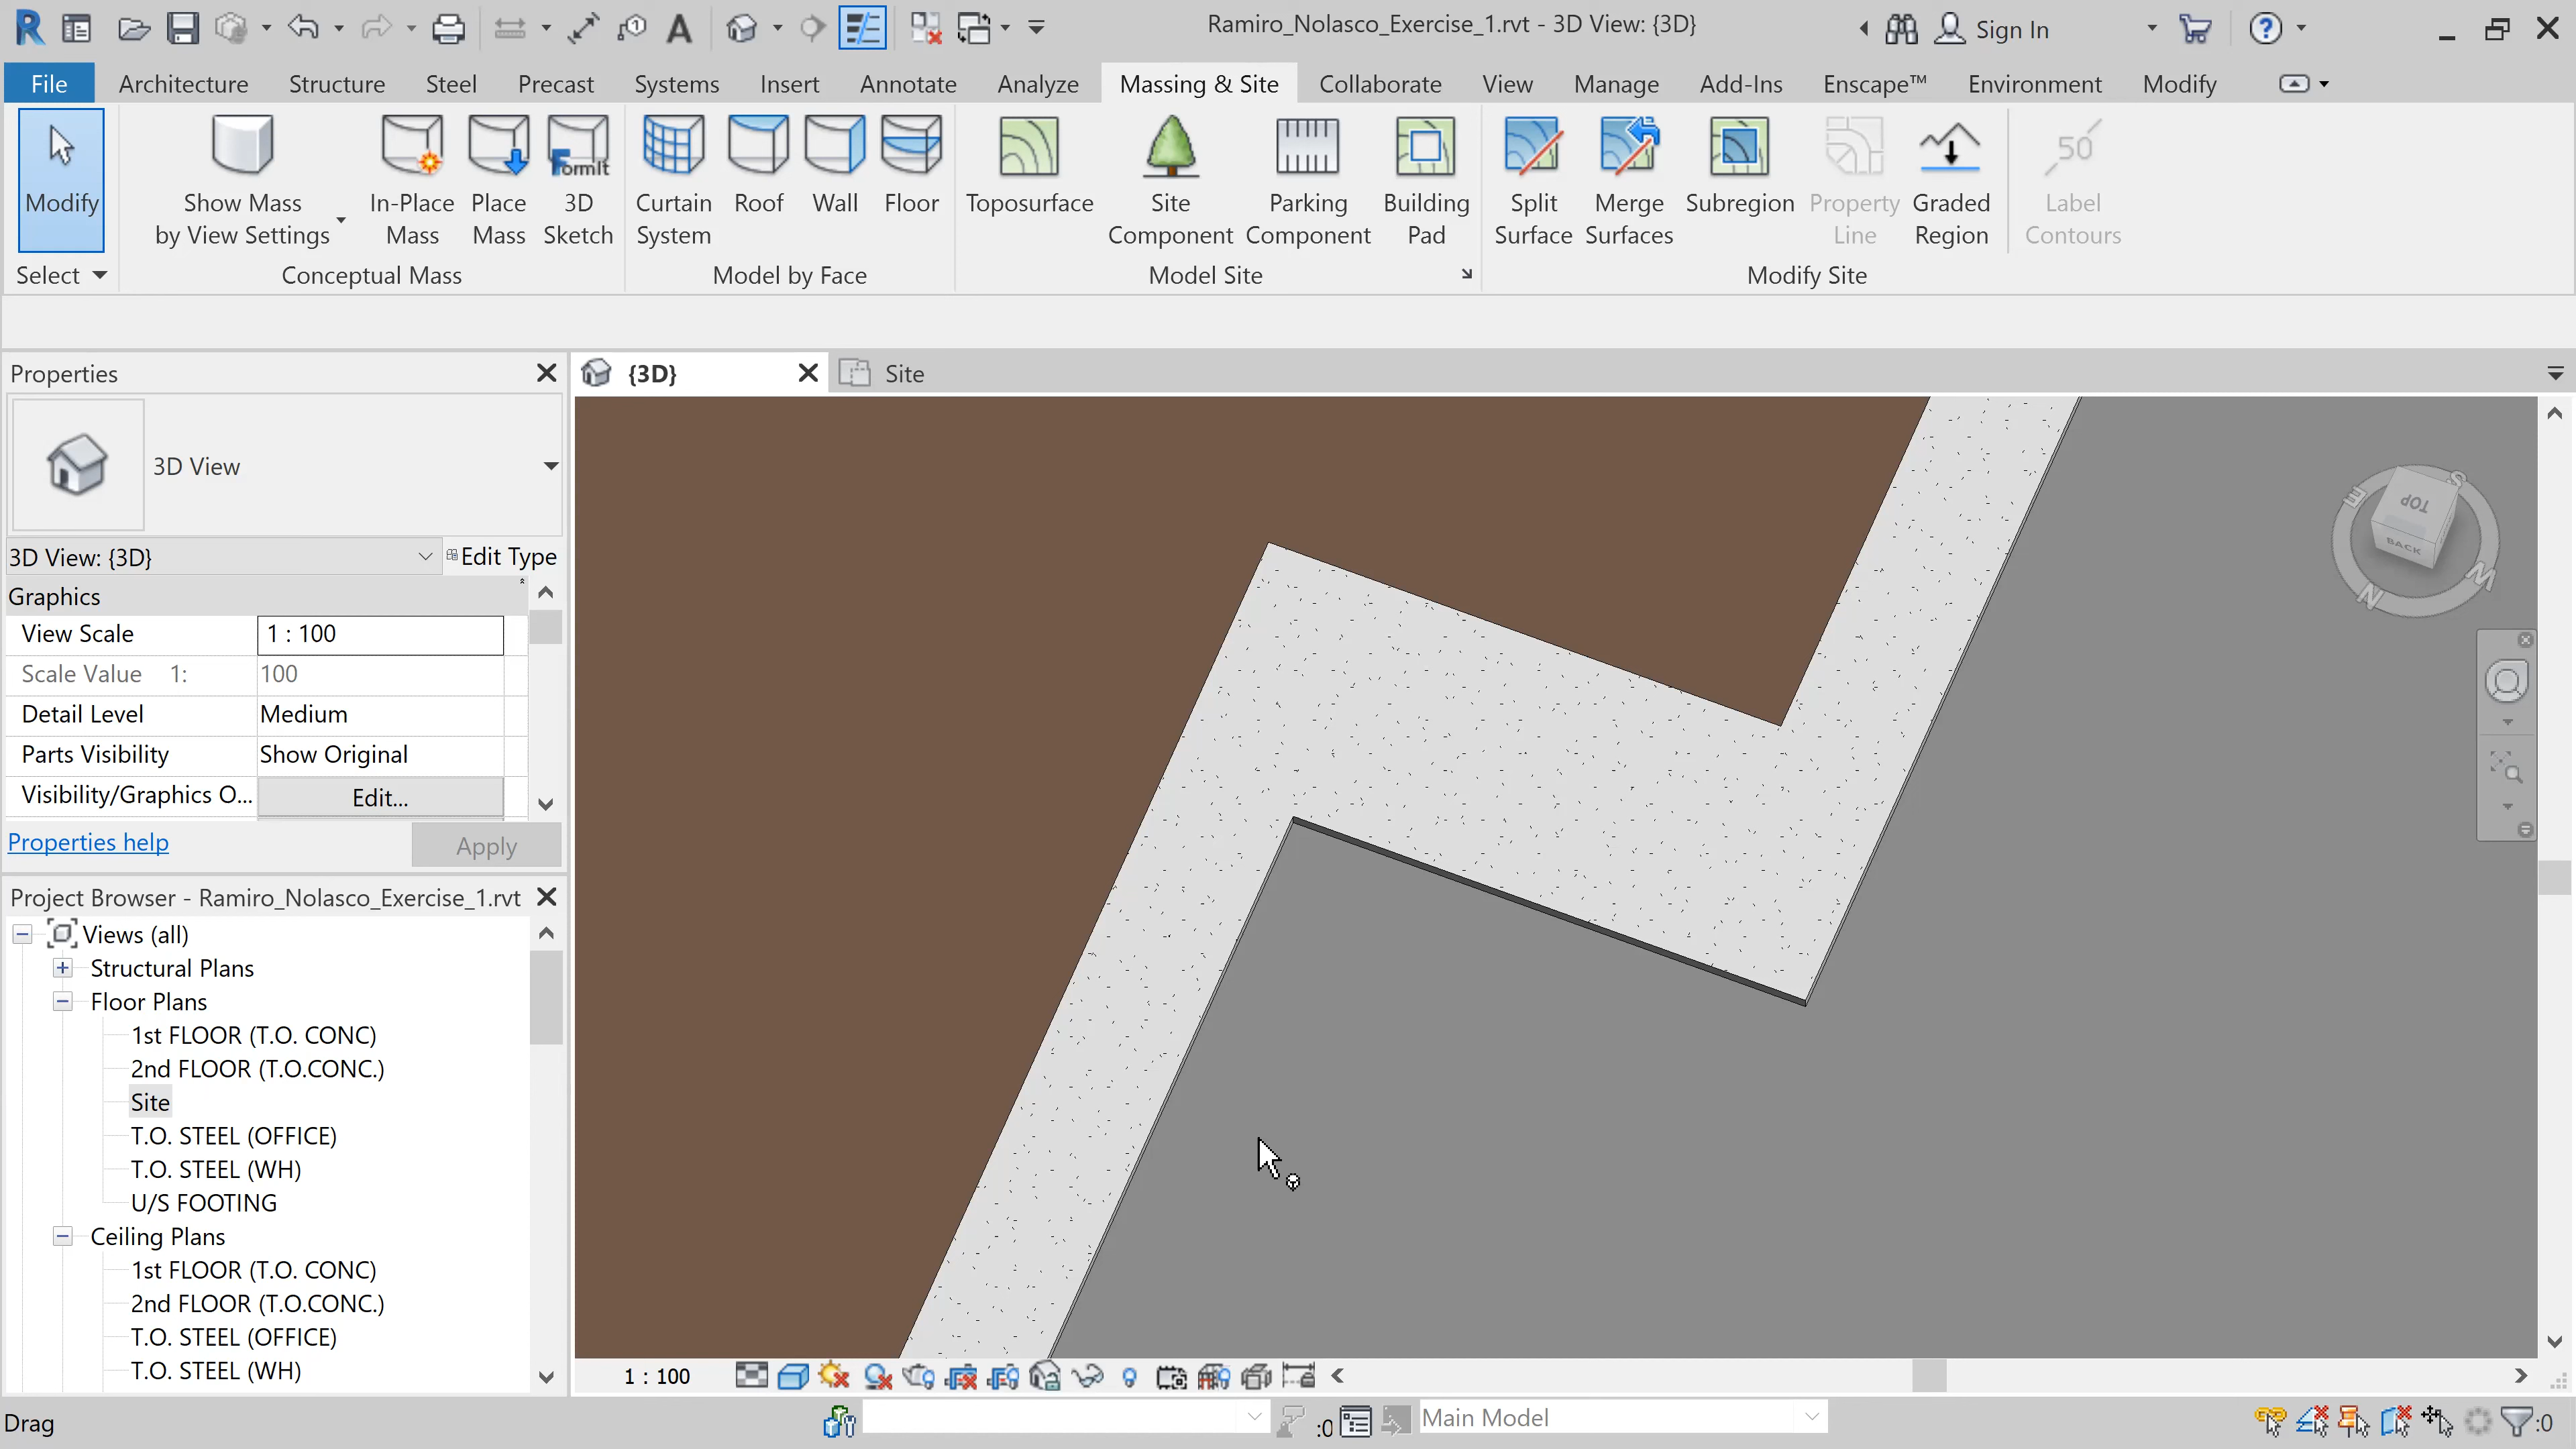 Ramiro_Nolasco_Exercise_1.rvt - 3D View: {3D}
Sign In
File
Architecture
Structure
Steel
Precast
Systems
Insert
Annotate
Analyze
Massing & Site
Collaborate
View
Manage
Add-Ins
Enscape™
Environment
Modify
Modify
Show Mass
by View Settings
In-Place
Mass
Place
Mass
FormIt
3D
Sketch
Curtain
System
Roof
Wall
Floor
Toposurface
Site
Component
Parking
Component
Building
Pad
Split
Surface
Merge
Surfaces
Subregion
Property
Line
Graded
Region
50
Label
Contours
Select
Conceptual Mass
Model by Face
Model Site
Modify Site
Properties
{3D}
Site
3D View
3D View: {3D}
Edit Type
Graphics
View Scale
1 : 100
Scale Value 1:
100
Detail Level
Medium
Parts Visibility
Show Original
Visibility/Graphics O...
Edit...
Properties help
Apply
Project Browser - Ramiro_Nolasco_Exercise_1.rvt
Views (all)
Structural Plans
Floor Plans
1st FLOOR (T.O. CONC)
2nd FLOOR (T.O.CONC.)
Site
T.O. STEEL (OFFICE)
T.O. STEEL (WH)
U/S FOOTING
Ceiling Plans
1st FLOOR (T.O. CONC)
2nd FLOOR (T.O.CONC.)
T.O. STEEL (OFFICE)
T.O. STEEL (WH)
TOP
BACK
S
E
W
N
1 : 100
Drag
:0
Main Model
:0